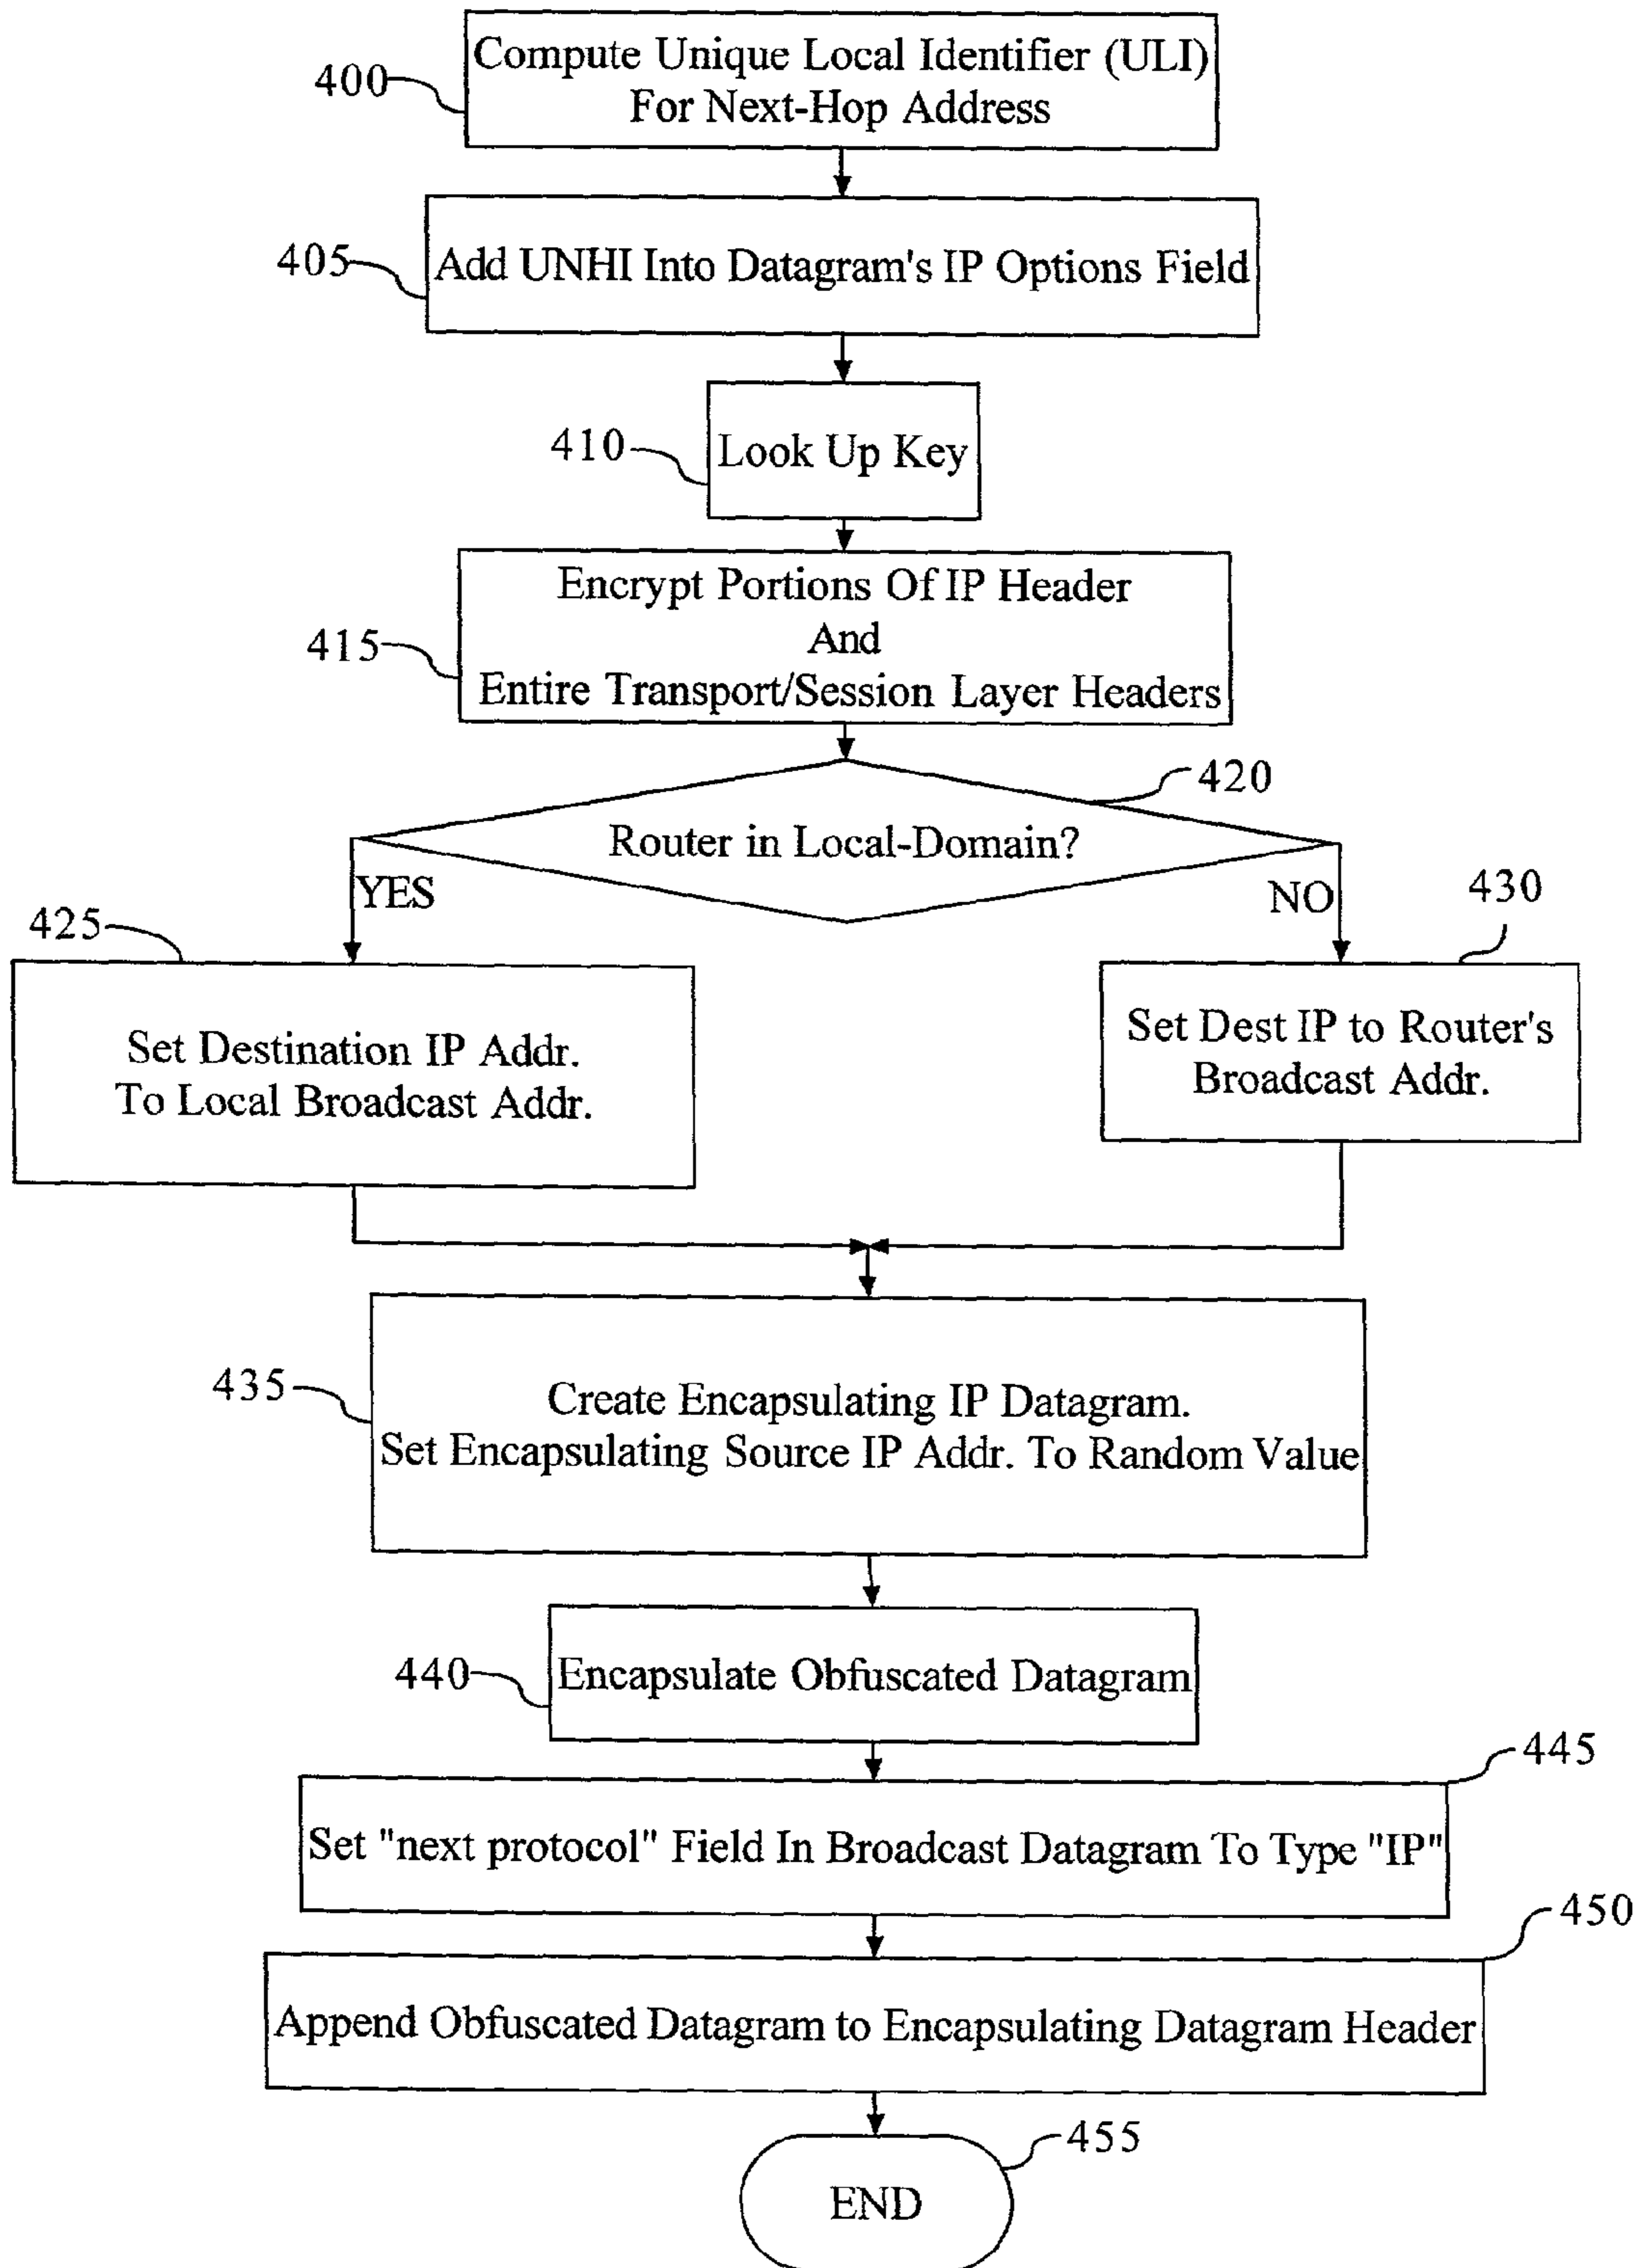 400
Compute Unique Local Identifier (ULI)
For Next-Hop Address
405
Add UNHI Into Datagram's IP Options Field
410
Look Up Key
415
Encrypt Portions Of IP Header
And
Entire Transport/Session Layer Headers
420
Router in Local-Domain?
YES
NO
425
Set Destination IP Addr.
To Local Broadcast Addr.
430
Set Dest IP to Router's
Broadcast Addr.
435
Create Encapsulating IP Datagram.
Set Encapsulating Source IP Addr. To Random Value
440
Encapsulate Obfuscated Datagram
445
Set "next protocol" Field In Broadcast Datagram To Type "IP"
450
Append Obfuscated Datagram to Encapsulating Datagram Header
455
END